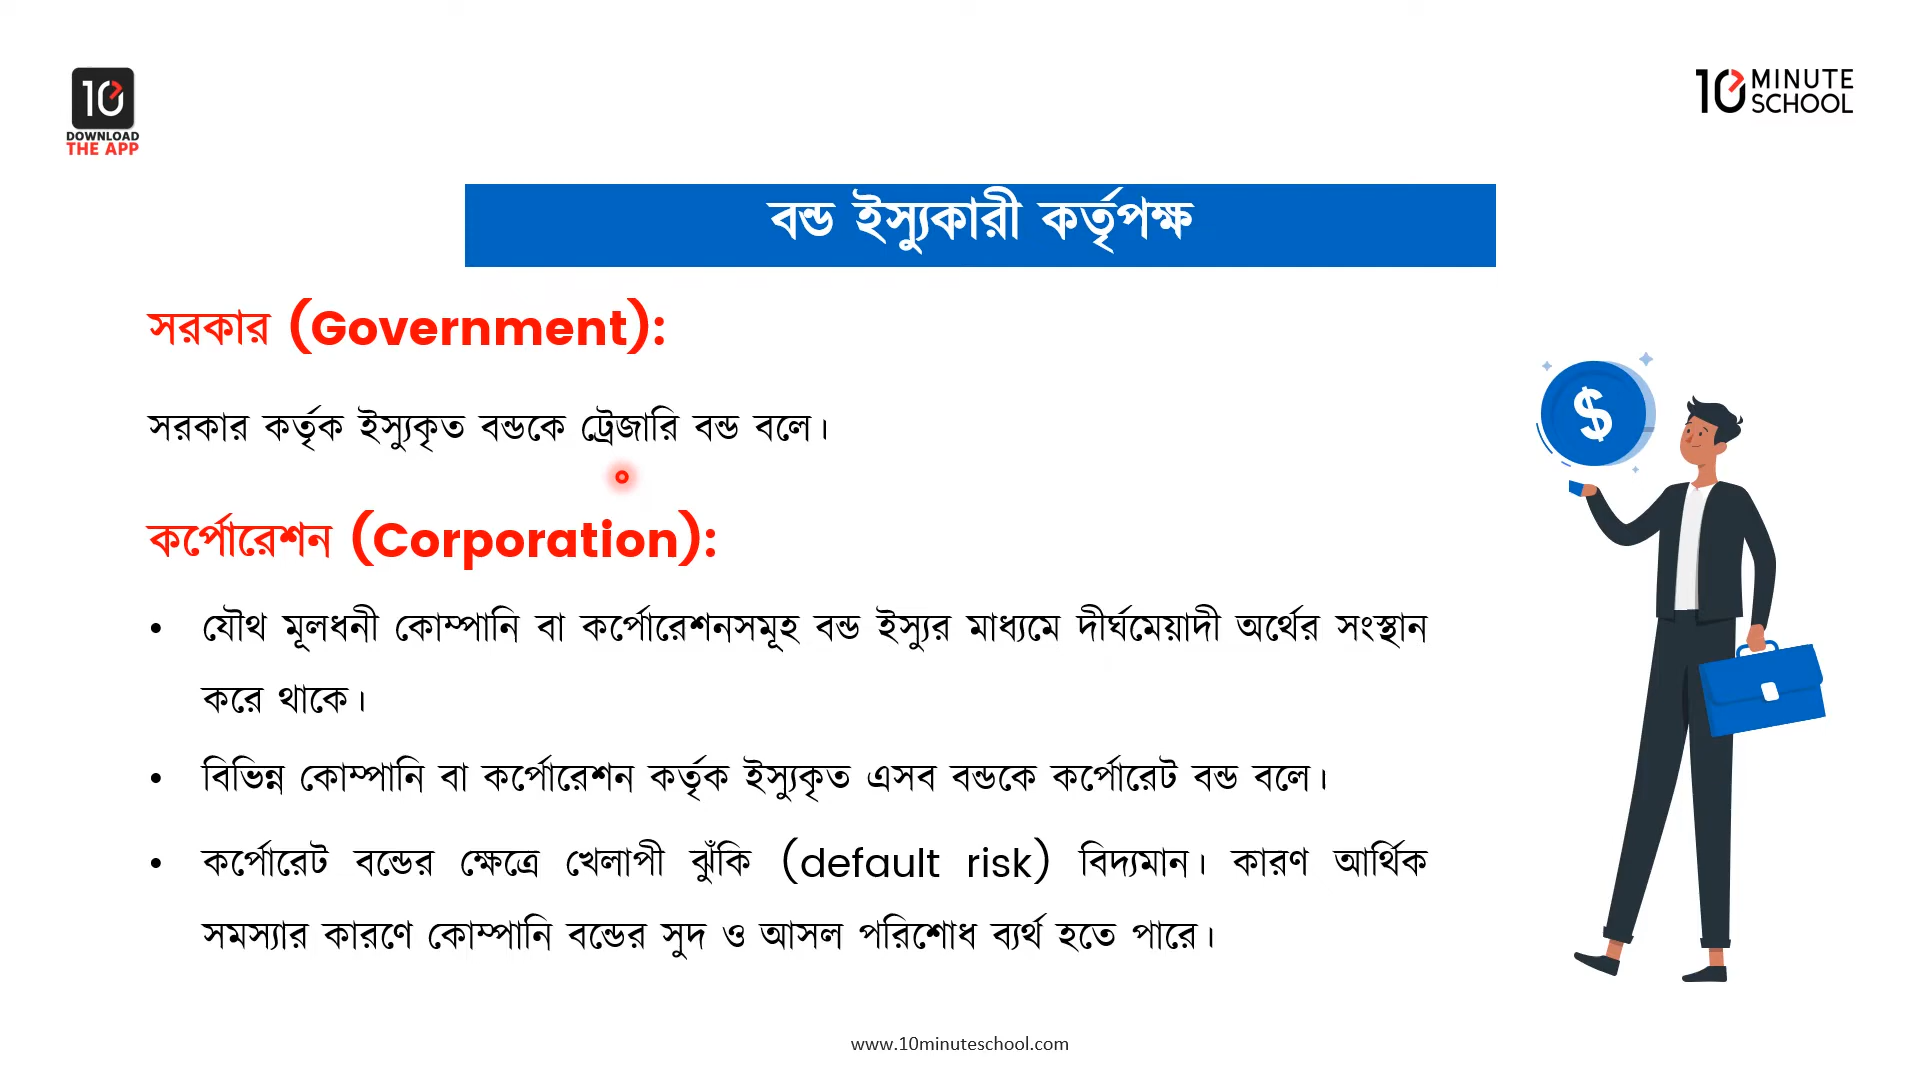 10
DOWNLOAD
THE APP
10 MINUTE
SCHOOL
বন্ড ইস্যুকারী কর্তৃপক্ষ
সরকার (Government):
সরকার কর্তৃক ইস্যুকৃত বন্ডকে ট্রেজারি বন্ড বলে।
কর্পোরেশন (Corporation):
• যৌথ মূলধনী কোম্পানি বা কর্পোরেশনসমূহ বন্ড ইস্যুর মাধ্যমে দীর্ঘমেয়াদী অর্থের সংস্থান
করে থাকে।
• বিভিন্ন কোম্পানি বা কর্পোরেশন কর্তৃক ইস্যুকৃত এসব বন্ডকে কর্পোরেট বন্ড বলে।
• কর্পোরেট বন্ডের ক্ষেত্রে খেলাপী ঝুঁকি (default risk) বিদ্যমান। কারণ আর্থিক
সমস্যার কারণে কোম্পানি বন্ডের সুদ ও আসল পরিশোধ ব্যর্থ হতে পারে।
$
www.10minuteschool.com